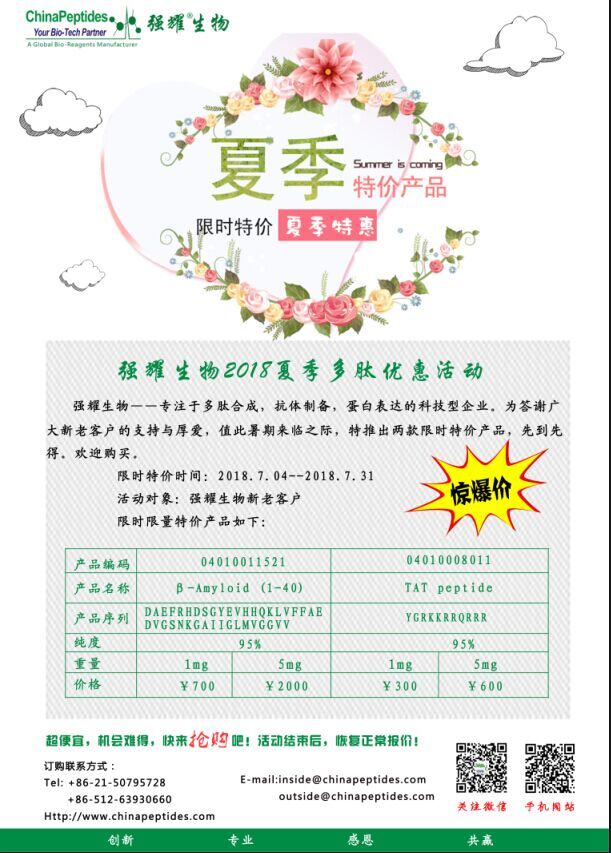 ChinaPeptides
Your Bio-Tech Partner
A Global Bio-Reagents Manufacturer
强耀®生物
夏季
Summer is coming
特价产品
限时特价 夏季特惠
强耀生物2018夏季多肽优惠活动
强耀生物——专注于多肽合成，抗体制备，蛋白表达的科技型企业。为答谢广
大新老客户的支持与厚爱，值此暑期来临之际，特推出两款限时特价产品，先到先
得。欢迎购买。
限时特价时间：2018.7.04--2018.7.31
活动对象：强耀生物新老客户
限时限量特价产品如下：
惊爆价
产品编码 04010011521 04010008011
产品名称 β-Amyloid (1-40) TAT peptide
产品序列 DAEFRHDSGYEVHHQKLVFFAE
DVGSNKGAIIGLMVGGVV YGRKKRRQRRR
纯度 95% 95%
重量 1mg 5mg 1mg 5mg
价格 ￥700 ￥2000 ￥300 ￥600
超便宜，机会难得，快来抢购吧！活动结束后，恢复正常报价！
订购联系方式：
Tel: +86-21-50795728
+86-512-63930660
Http://www.chinapeptides.com
E-mail:inside@chinapeptides.com
outside@chinapeptides.com
关注微信 手机网站
创新 专业 感恩 共赢